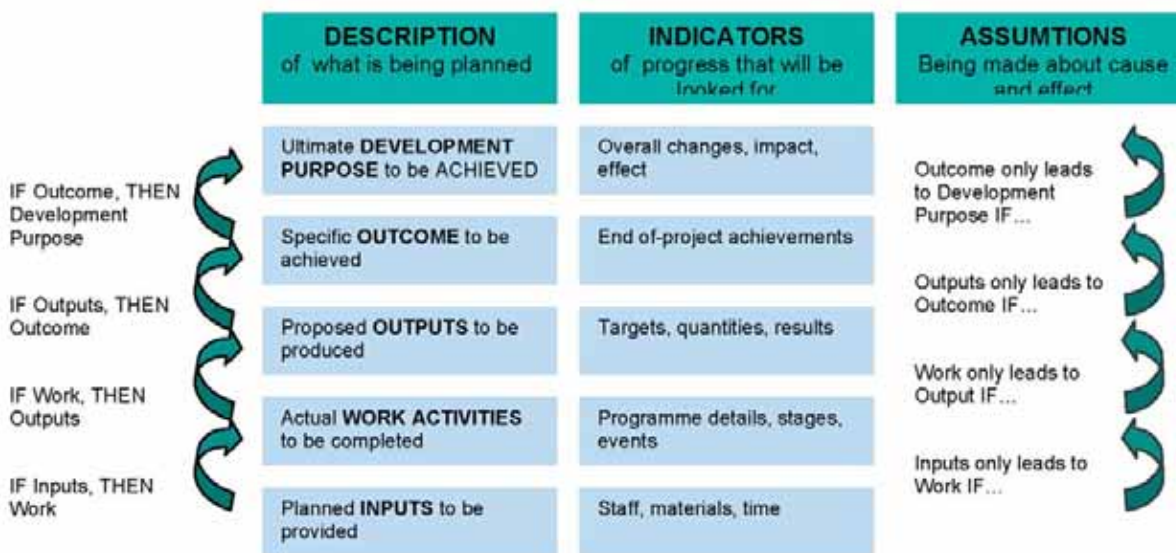 DESCRIPTION
of what is being planned
INDICATORS
of progress that will be
looked for
ASSUMTIONS
Being made about cause
and effect
IF Outcome, THEN
Development
Purpose
IF Outputs, THEN
Outcome
IF Work, THEN
Outputs
IF Inputs, THEN
Work
Ultimate DEVELOPMENT
PURPOSE to be ACHIEVED
Specific OUTCOME to be
achieved
Proposed OUTPUTS to be
produced
Actual WORK ACTIVITIES
to be completed
Planned INPUTS to be
provided
Overall changes, impact,
effect
End of-project achievements
Targets, quantities, results
Programme details, stages,
events
Staff, materials, time
Outcome only leads
to Development
Purpose IF...
Outputs only leads to
Outcome IF...
Work only leads to
Output IF...
Inputs only leads to
Work IF...